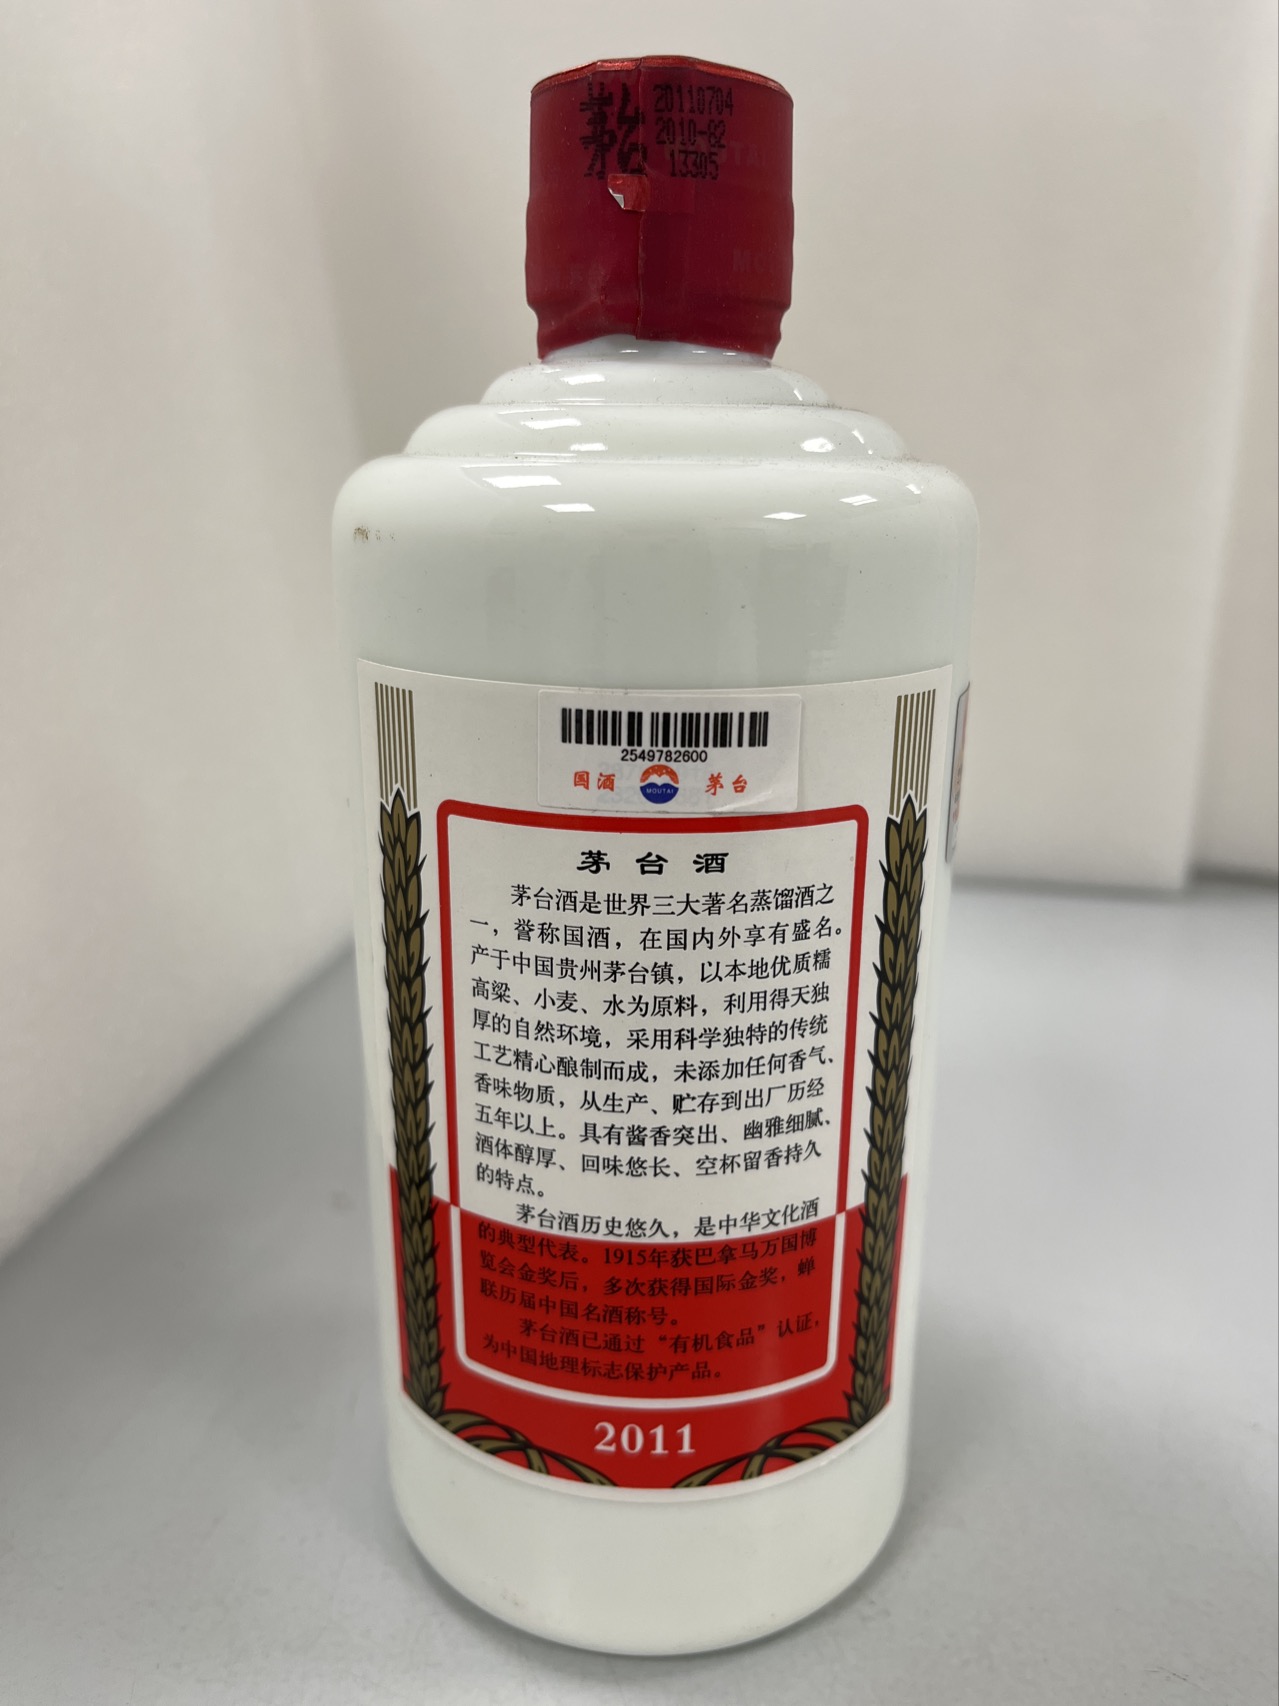 茅台
20110704
2010-82
13305
2549782600
国酒
MOUTAI
茅台
茅台酒
茅台酒是世界三大著名蒸馏酒之
一，誉称国酒，在国内外享有盛名。
产于中国贵州茅台镇，以本地优质糯
高粱、小麦、水为原料，利用得天独
厚的自然环境，采用科学独特的传统
工艺精心酿制而成，未添加任何香气、
香味物质，从生产、贮存到出厂历经
五年以上。具有酱香突出、幽雅细腻、
酒体醇厚、回味悠长、空杯留香持久
的特点。
茅台酒历史悠久，是中华文化酒
的典型代表。1915年获巴拿马万国博
览会金奖后，多次获得国际金奖，蝉
联历届中国名酒称号。
茅台酒已通过“有机食品”认证，
为中国地理标志保护产品。
2011